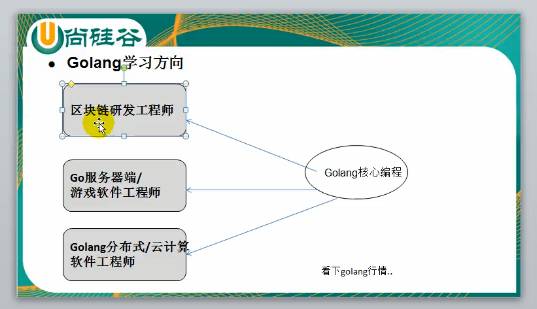 尚硅谷
Golang学习方向
区块链研发工程师
Go服务器端/
游戏软件工程师
Golang核心编程
Golang分布式/云计算
软件工程师
看下golang行情..